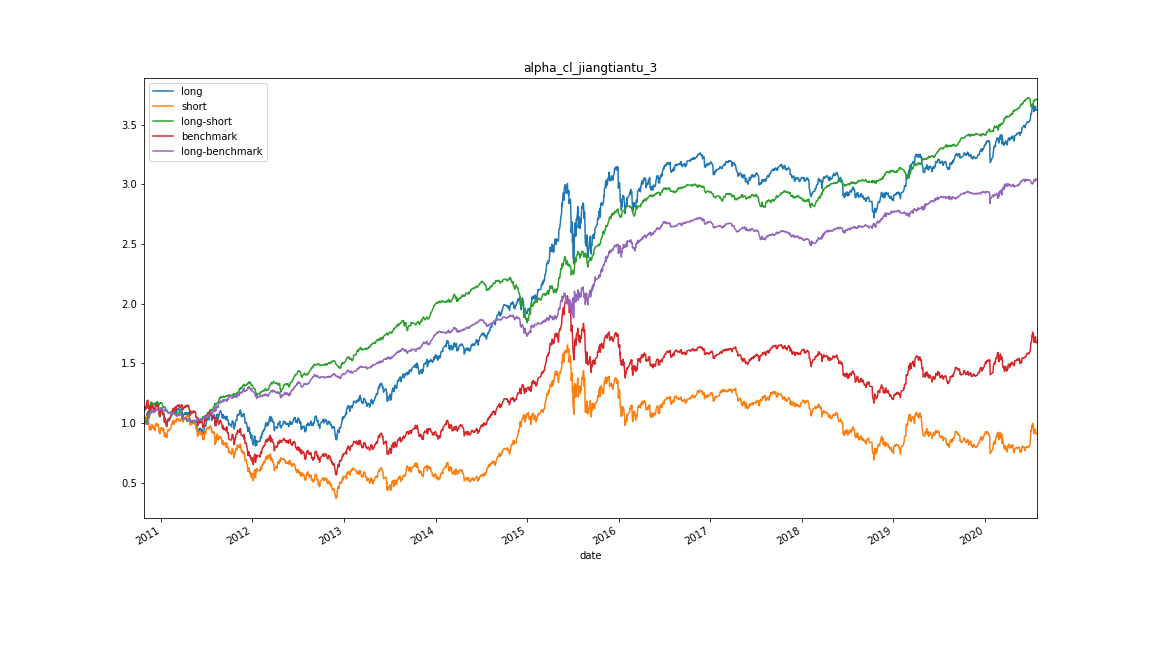 alpha_cl_jiangtiantu_3
long
short
long-short
benchmark
long-benchmark
3.5
3.0
2.5
2.0
1.5
1.0
0.5
2011 2012 2013 2014 2015 2016 2017 2018 2019 2020
date